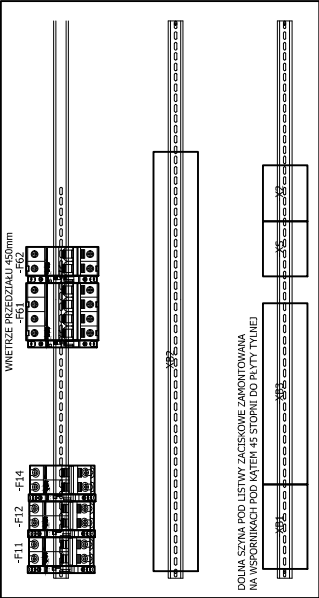 WNETRZE PRZEDZIAŁU 450mm
-F11
-F12
-F14
-F61
-F62
XB2
XB1
XB3
X5
X2
DOLNA SZYNA POD LISTWY ZACISKOWE ZAMONTOWANA
NA WSPORNIKACH POD KĄTEM 45 STOPNI DO PŁYTY TYLNEJ